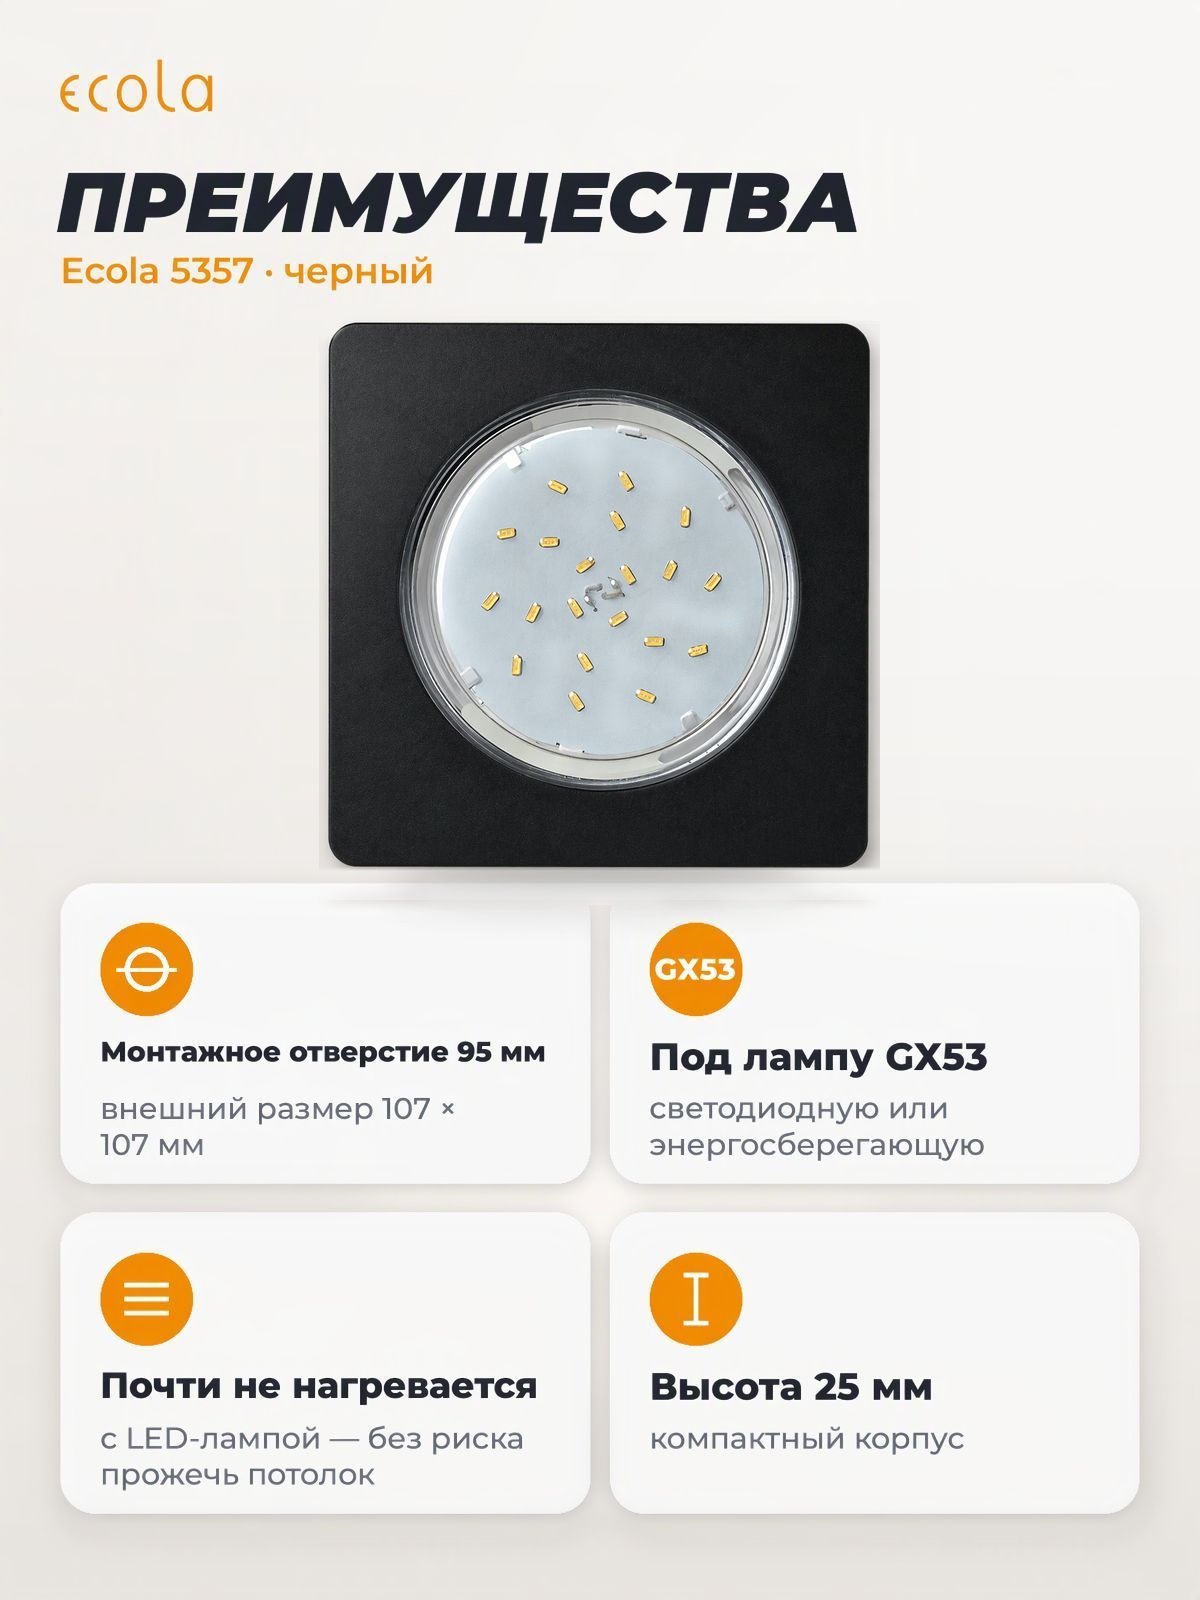 ecola
ПРЕИМУЩЕСТВА
Ecola 5357 · черный
Монтажное отверстие 95 мм
внешний размер 107 ×
107 мм
GX53
Под лампу GX53
светодиодную или
энергосберегающую
Почти не нагревается
с LED-лампой — без риска
прожечь потолок
Высота 25 мм
компактный корпус